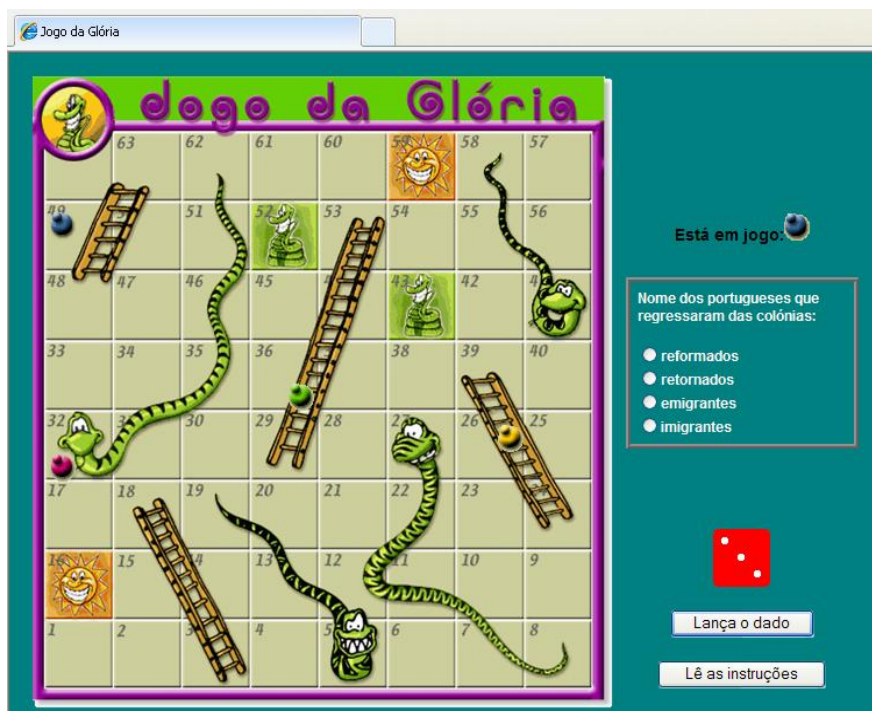 Jogo da Glória
Jogo da Glória
63 62 61 60 59 58 57
49 51 52 53 54 55 56
48 47 46 45 43 42
33 34 35 36 38 39 40
32 30 29 28 27 26 25
17 18 19 20 21 22 23
16 15 14 13 12 11 10 9
1 2 3 4 5 6 7 8
Está em jogo:
Nome dos portugueses que
regressaram das colónias:
reformados
retornados
emigrantes
imigrantes
Lança o dado
Lê as instruções